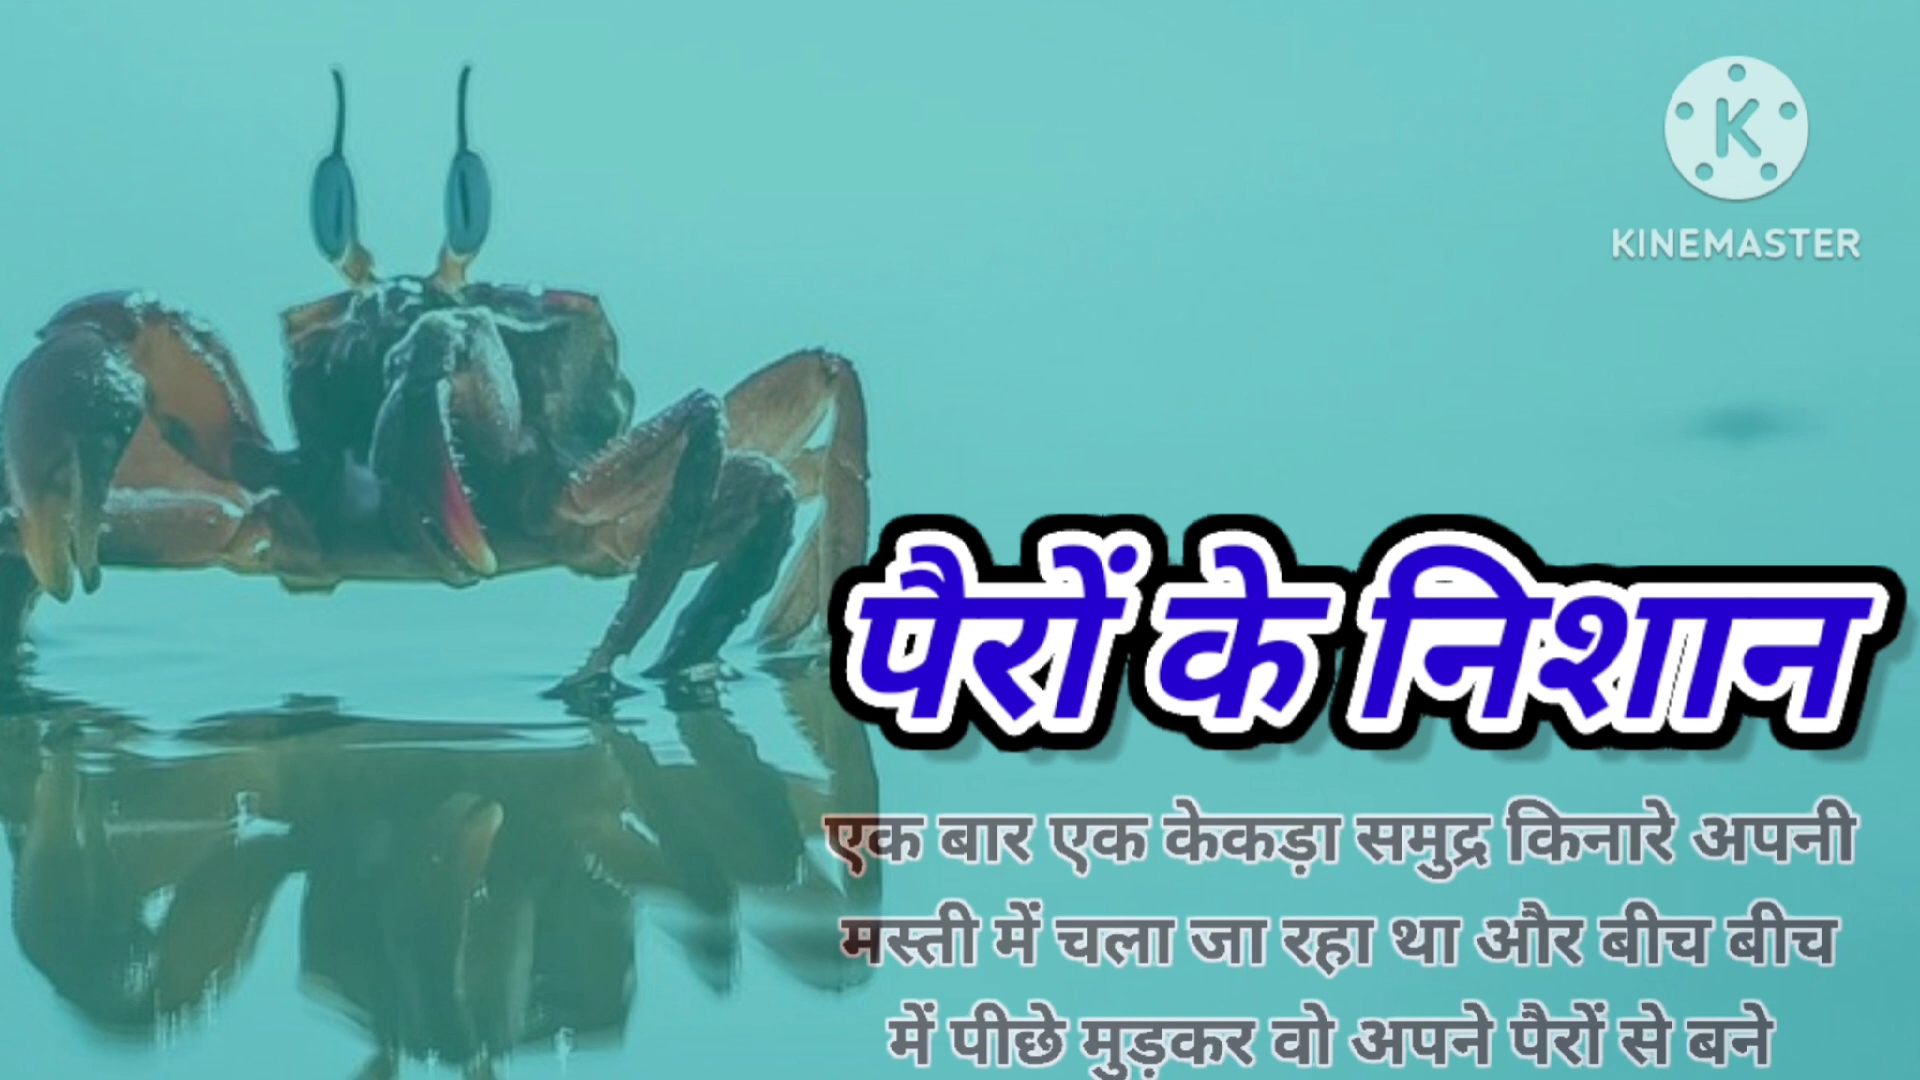 KINEMASTER
पैरों के निशान
एक बार एक केकड़ा समुद्र किनारे अपनी
मस्ती में चला जा रहा था और बीच बीच
में पीछे मुड़कर वो अपने पैरों से बने